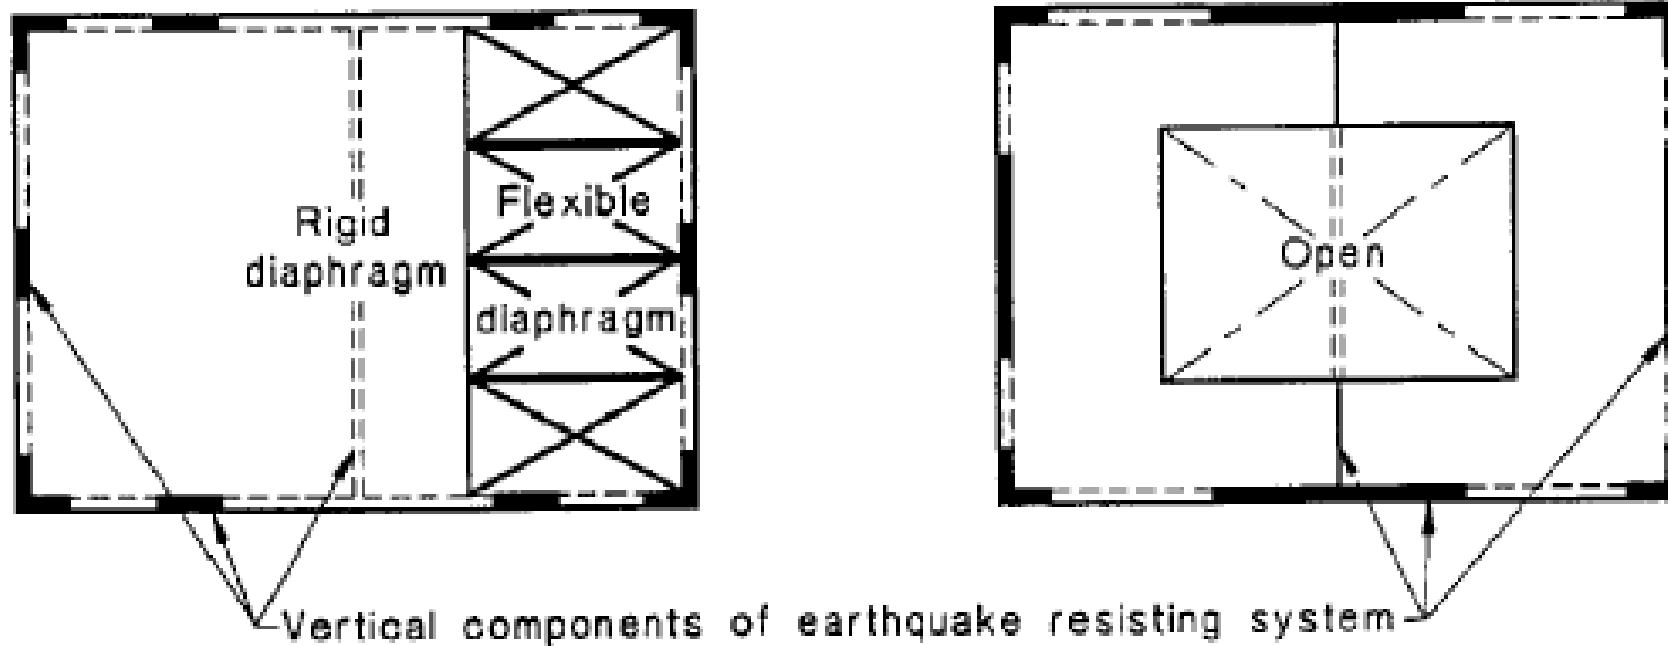 Rigid
diaphragm
Flexible
diaphragm
Open
Vertical components of earthquake resisting system